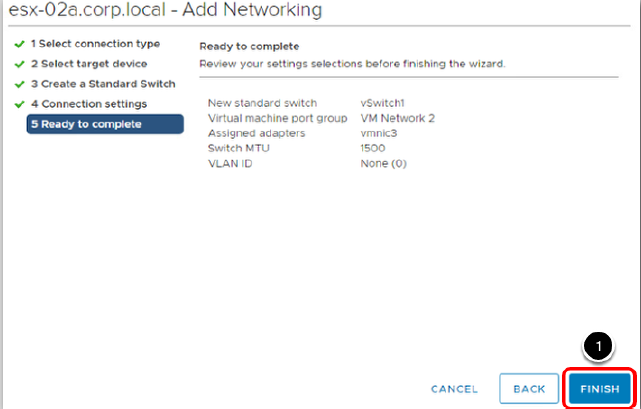 esx-02a.corp.local - Add Networking
1 Select connection type
2 Select target device
3 Create a Standard Switch
4 Connection settings
5 Ready to complete
Ready to complete
Review your settings selections before finishing the wizard.
New standard switch vSwitch1
Virtual machine port group VM Network 2
Assigned adapters vmnic3
Switch MTU 1500
VLAN ID None (0)
1
CANCEL BACK FINISH